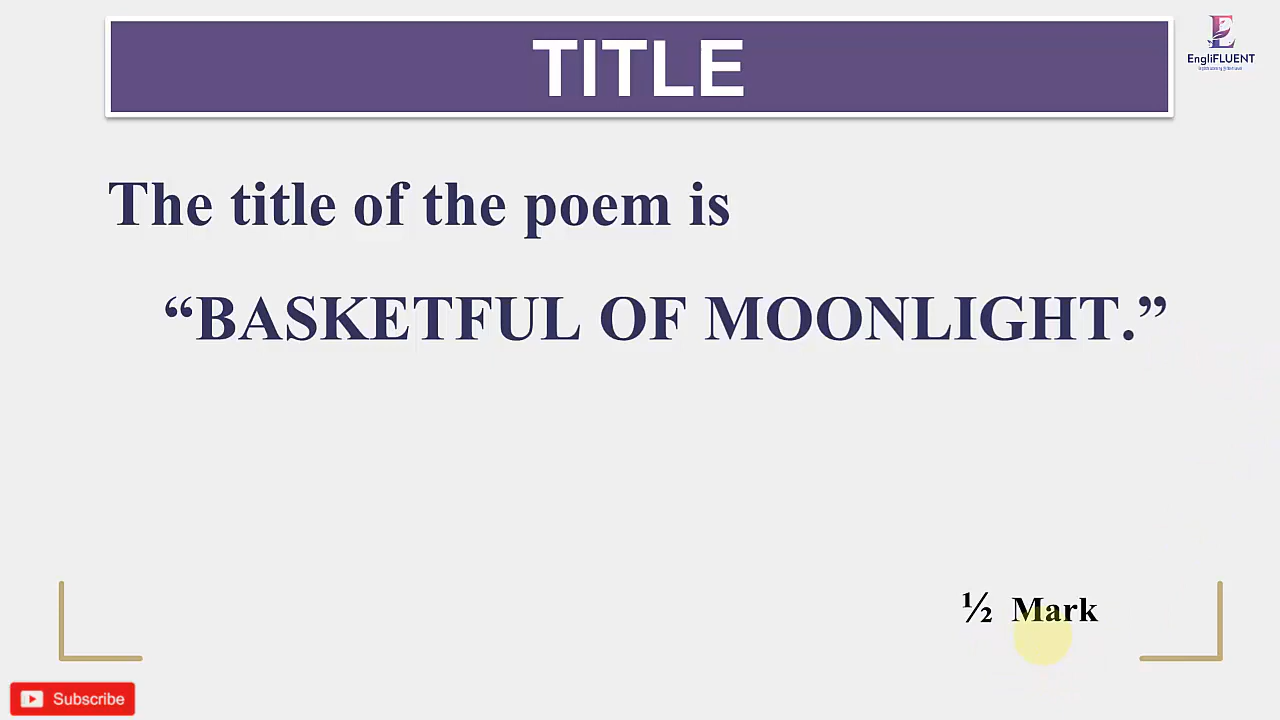 TITLE
EngliFLUENT
The title of the poem is
“BASKETFUL OF MOONLIGHT.”
½ Mark
Subscribe